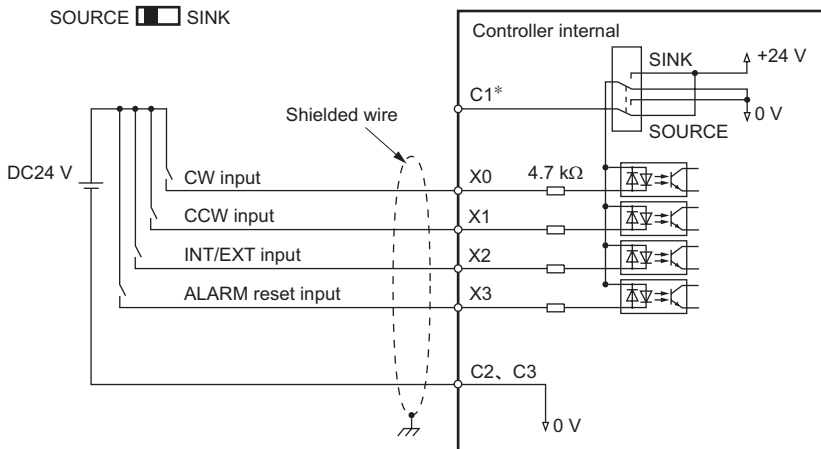 SOURCE SINK
Controller internal
SINK
+24 V
C1*
0 V
SOURCE
Shielded wire
DC24 V
CW input
X0
4.7 kΩ
CCW input
X1
INT/EXT input
X2
ALARM reset input
X3
C2、C3
0 V